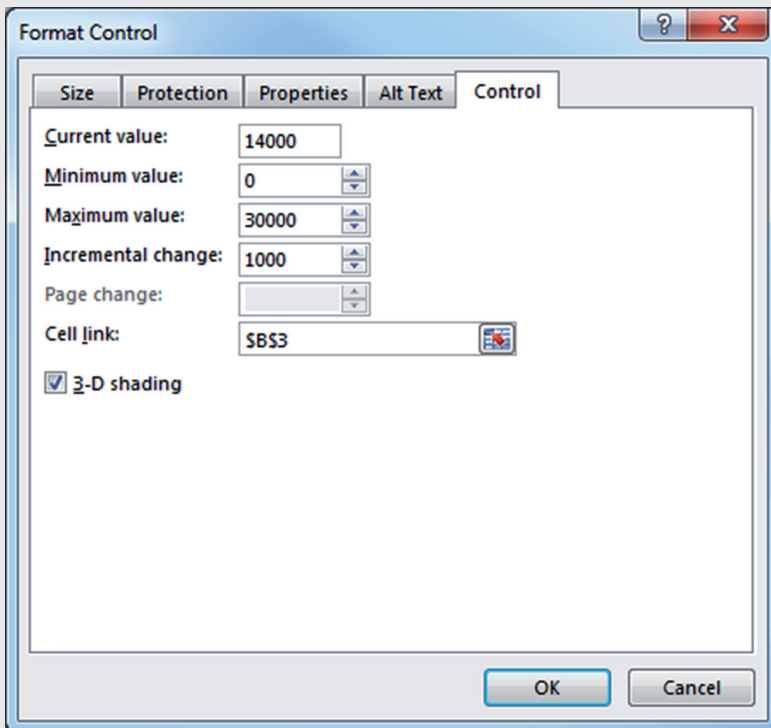 Format Control
?
Size Protection Properties Alt Text Control
Current value: 14000
Minimum value: 0
Maximum value: 30000
Incremental change: 1000
Page change:
Cell link: $B$3
3-D shading
OK Cancel